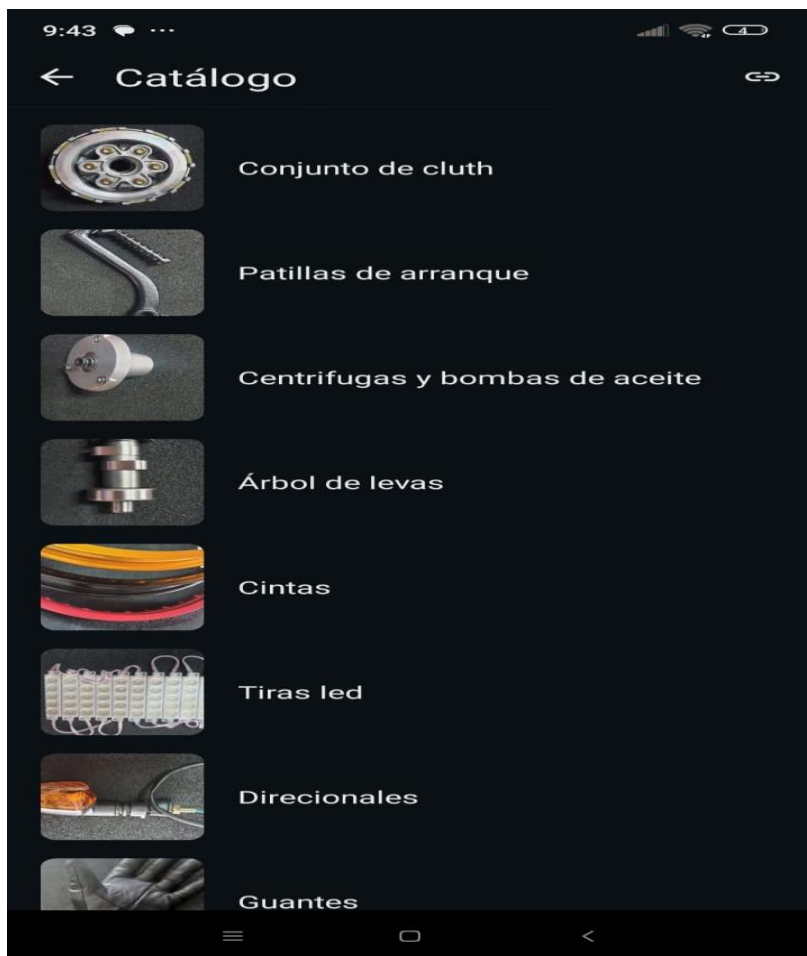 9:43
4
Catálogo
Conjunto de cluth
Patillas de arranque
Centrifugas y bombas de aceite
Árbol de levas
Cintas
Tiras led
Direcionales
Guantes